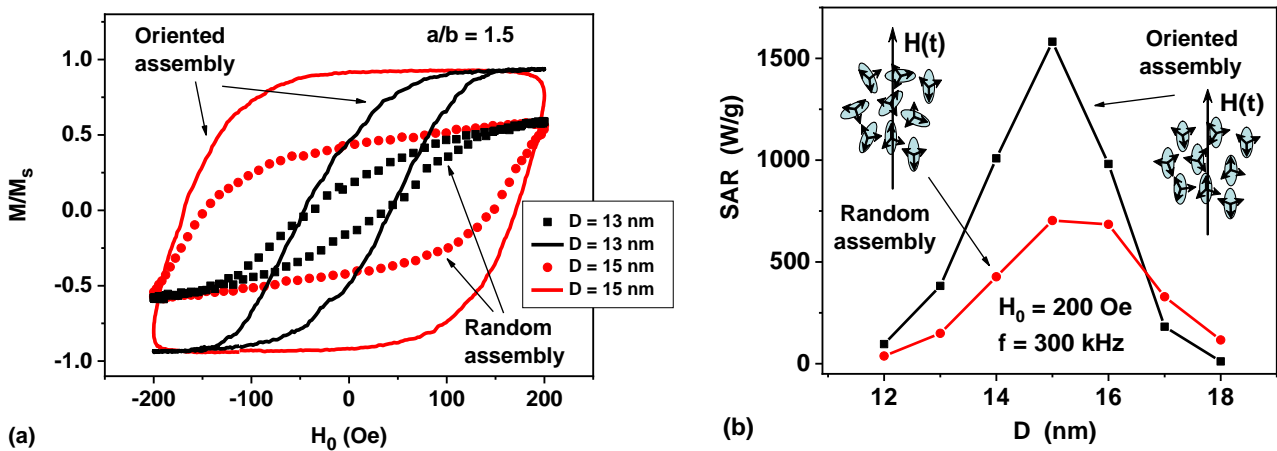 Oriented
assembly
a/b = 1.5
1.0
0.5
0.0
-0.5
-1.0
M/Ms
D = 13 nm
D = 13 nm
D = 15 nm
D = 15 nm
Random
assembly
-200
-100
0
100
200
H0 (Oe)
(a)
1500
1000
500
0
SAR (W/g)
H(t)
Oriented
assembly
H(t)
Random
assembly
H0 = 200 Oe
f = 300 kHz
12
14
16
18
D (nm)
(b)